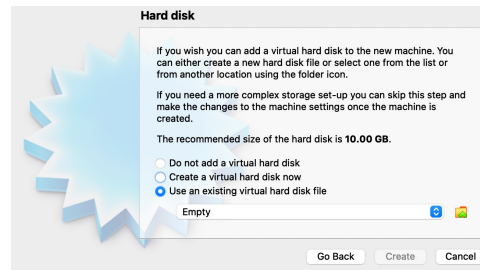 Hard disk
If you wish you can add a virtual hard disk to the new machine. You
can either create a new hard disk file or select one from the list or
from another location using the folder icon.
If you need a more complex storage set-up you can skip this step and
make the changes to the machine settings once the machine is
created.
The recommended size of the hard disk is 10.00 GB.
Do not add a virtual hard disk
Create a virtual hard disk now
Use an existing virtual hard disk file
Empty
Go Back Create Cancel